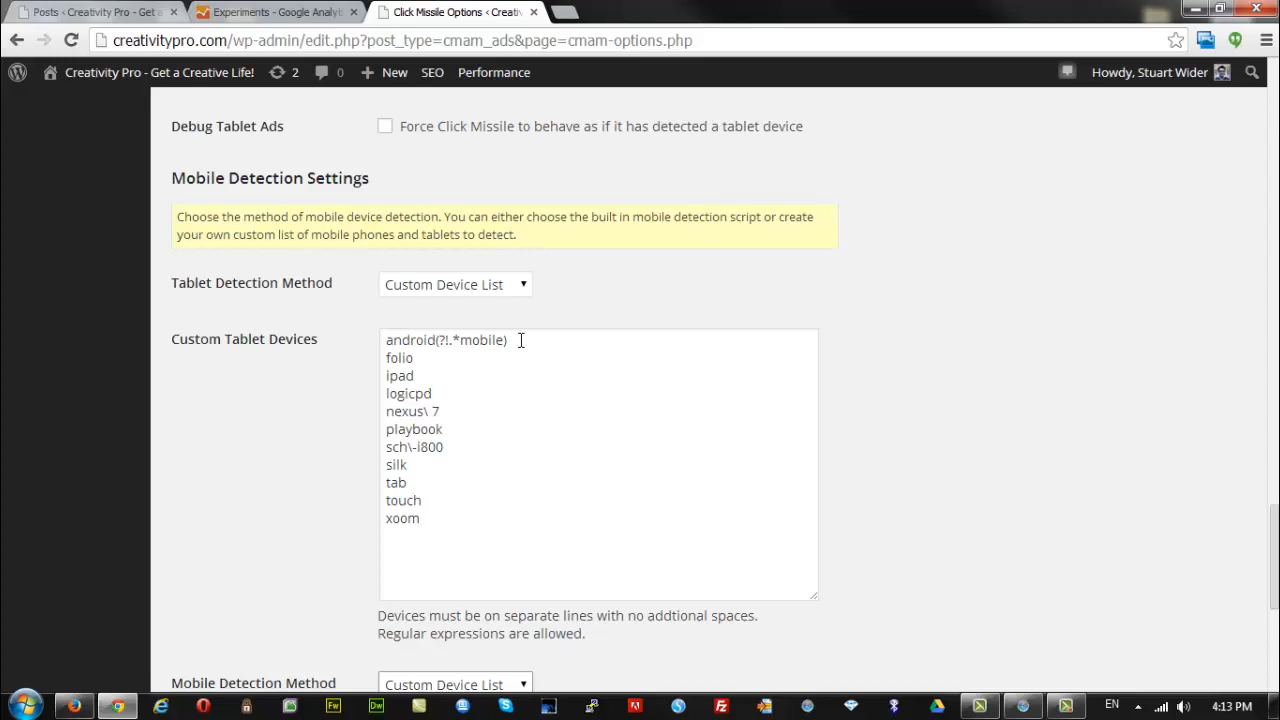 Posts ‹ Creativity Pro - Get a
Experiments - Google Analyti
Click Missile Options ‹ Creativ
creativitypro.com/wp-admin/edit.php?post_type=cmam_ads&page=cmam-options.php
Creativity Pro - Get a Creative Life! 2 0 New SEO Performance Howdy, Stuart Wider
Debug Tablet Ads Force Click Missile to behave as if it has detected a tablet device
Mobile Detection Settings
Choose the method of mobile device detection. You can either choose the built in mobile detection script or create
your own custom list of mobile phones and tablets to detect.
Tablet Detection Method Custom Device List
Custom Tablet Devices
android(?!.*mobile)
folio
ipad
logicpd
nexus\ 7
playbook
sch\-i800
silk
tab
touch
xoom
Devices must be on separate lines with no addtional spaces.
Regular expressions are allowed.
Mobile Detection Method Custom Device List
Fw Dw EN 4:13 PM